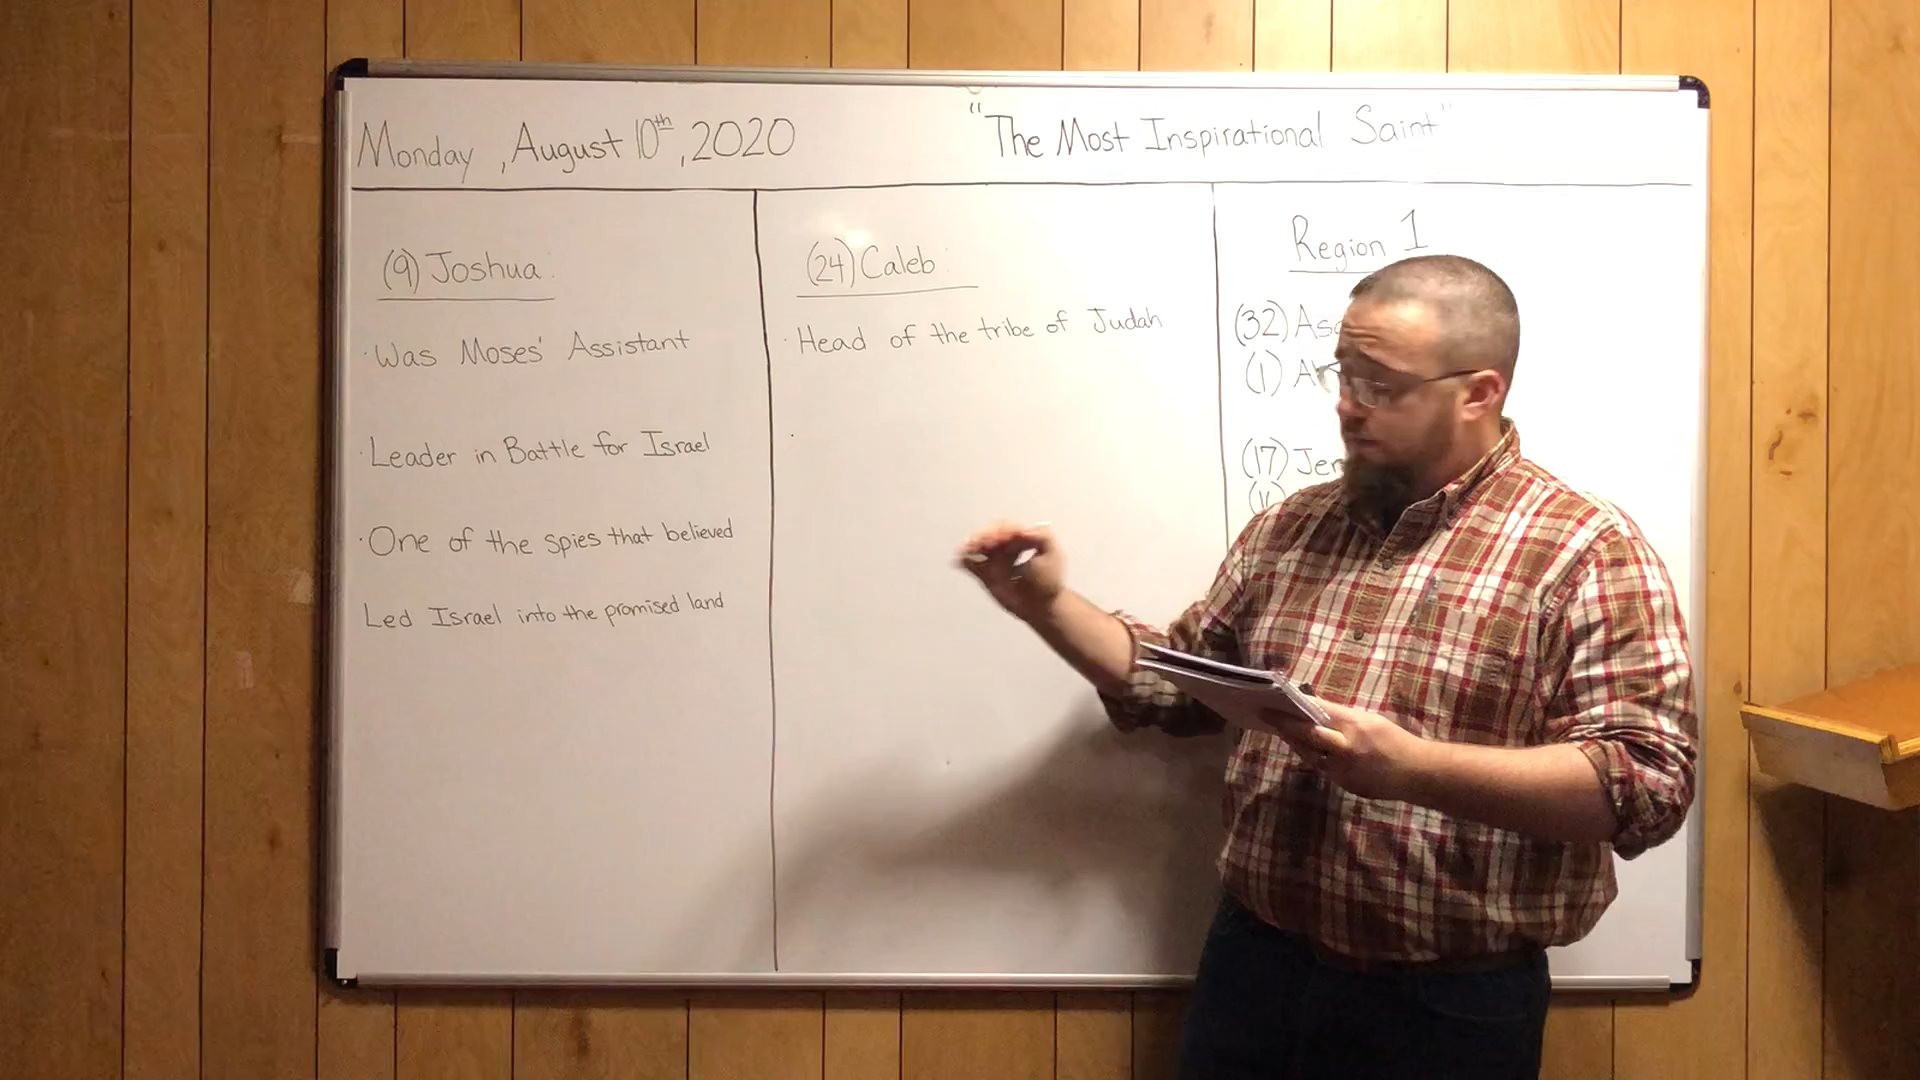 Monday, August 10th, 2020
"The Most Inspirational Saint"
(9) Joshua:
· Was Moses' Assistant
· Leader in Battle for Israel
· One of the spies that believed
Led Israel into the promised land
(24) Caleb:
· Head of the tribe of Judah
·
Region 1
(32)
(1)
(17)